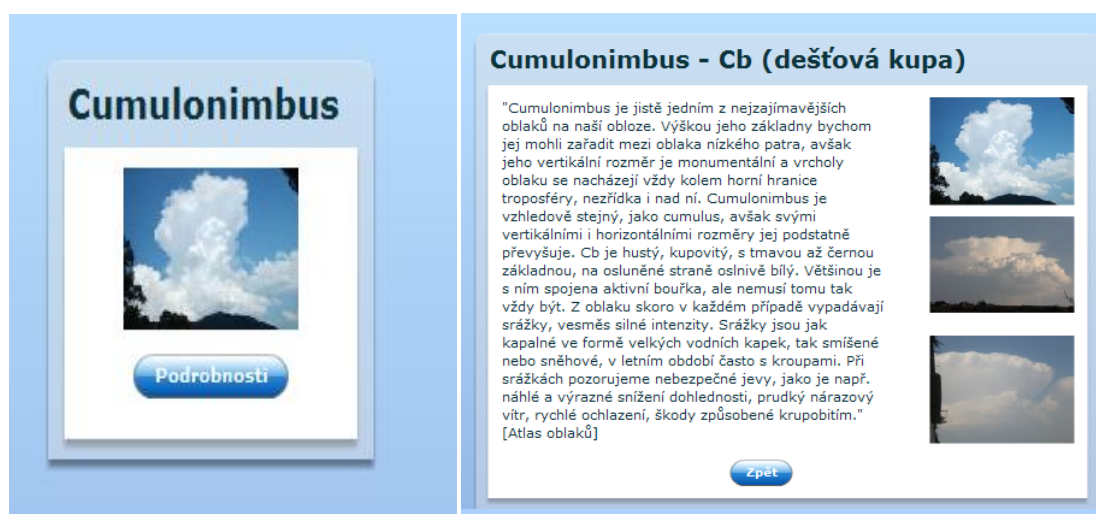 Cumulonimbus
Podrobnosti
Cumulonimbus - Cb (dešťová kupa)
"Cumulonimbus je jistě jedním z nejzajímavějších
oblaků na naší obloze. Výškou jeho základny bychom
jej mohli zařadit mezi oblaka nízkého patra, avšak
jeho vertikální rozměr je monumentální a vrcholy
oblaku se nacházejí vždy kolem horní hranice
troposféry, nezřídka i nad ní. Cumulonimbus je
vzhledově stejný, jako cumulus, avšak svými
vertikálními i horizontálními rozměry jej podstatně
převyšuje. Cb je hustý, kupovitý, s tmavou až černou
základnou, na osluněné straně oslnivě bílý. Většinou je
s ním spojena aktivní bouřka, ale nemusí tomu tak
vždy být. Z oblaku skoro v každém případě vypadávají
srážky, vesměs silné intenzity. Srážky jsou jak
kapalné ve formě velkých vodních kapek, tak smíšené
nebo sněhové, v letním období často s kroupami. Při
srážkách pozorujeme nebezpečné jevy, jako je např.
náhlé a výrazné snížení dohlednosti, prudký nárazový
vítr, rychlé ochlazení, škody způsobené krupobitím."
[Atlas oblaků]
Zpět